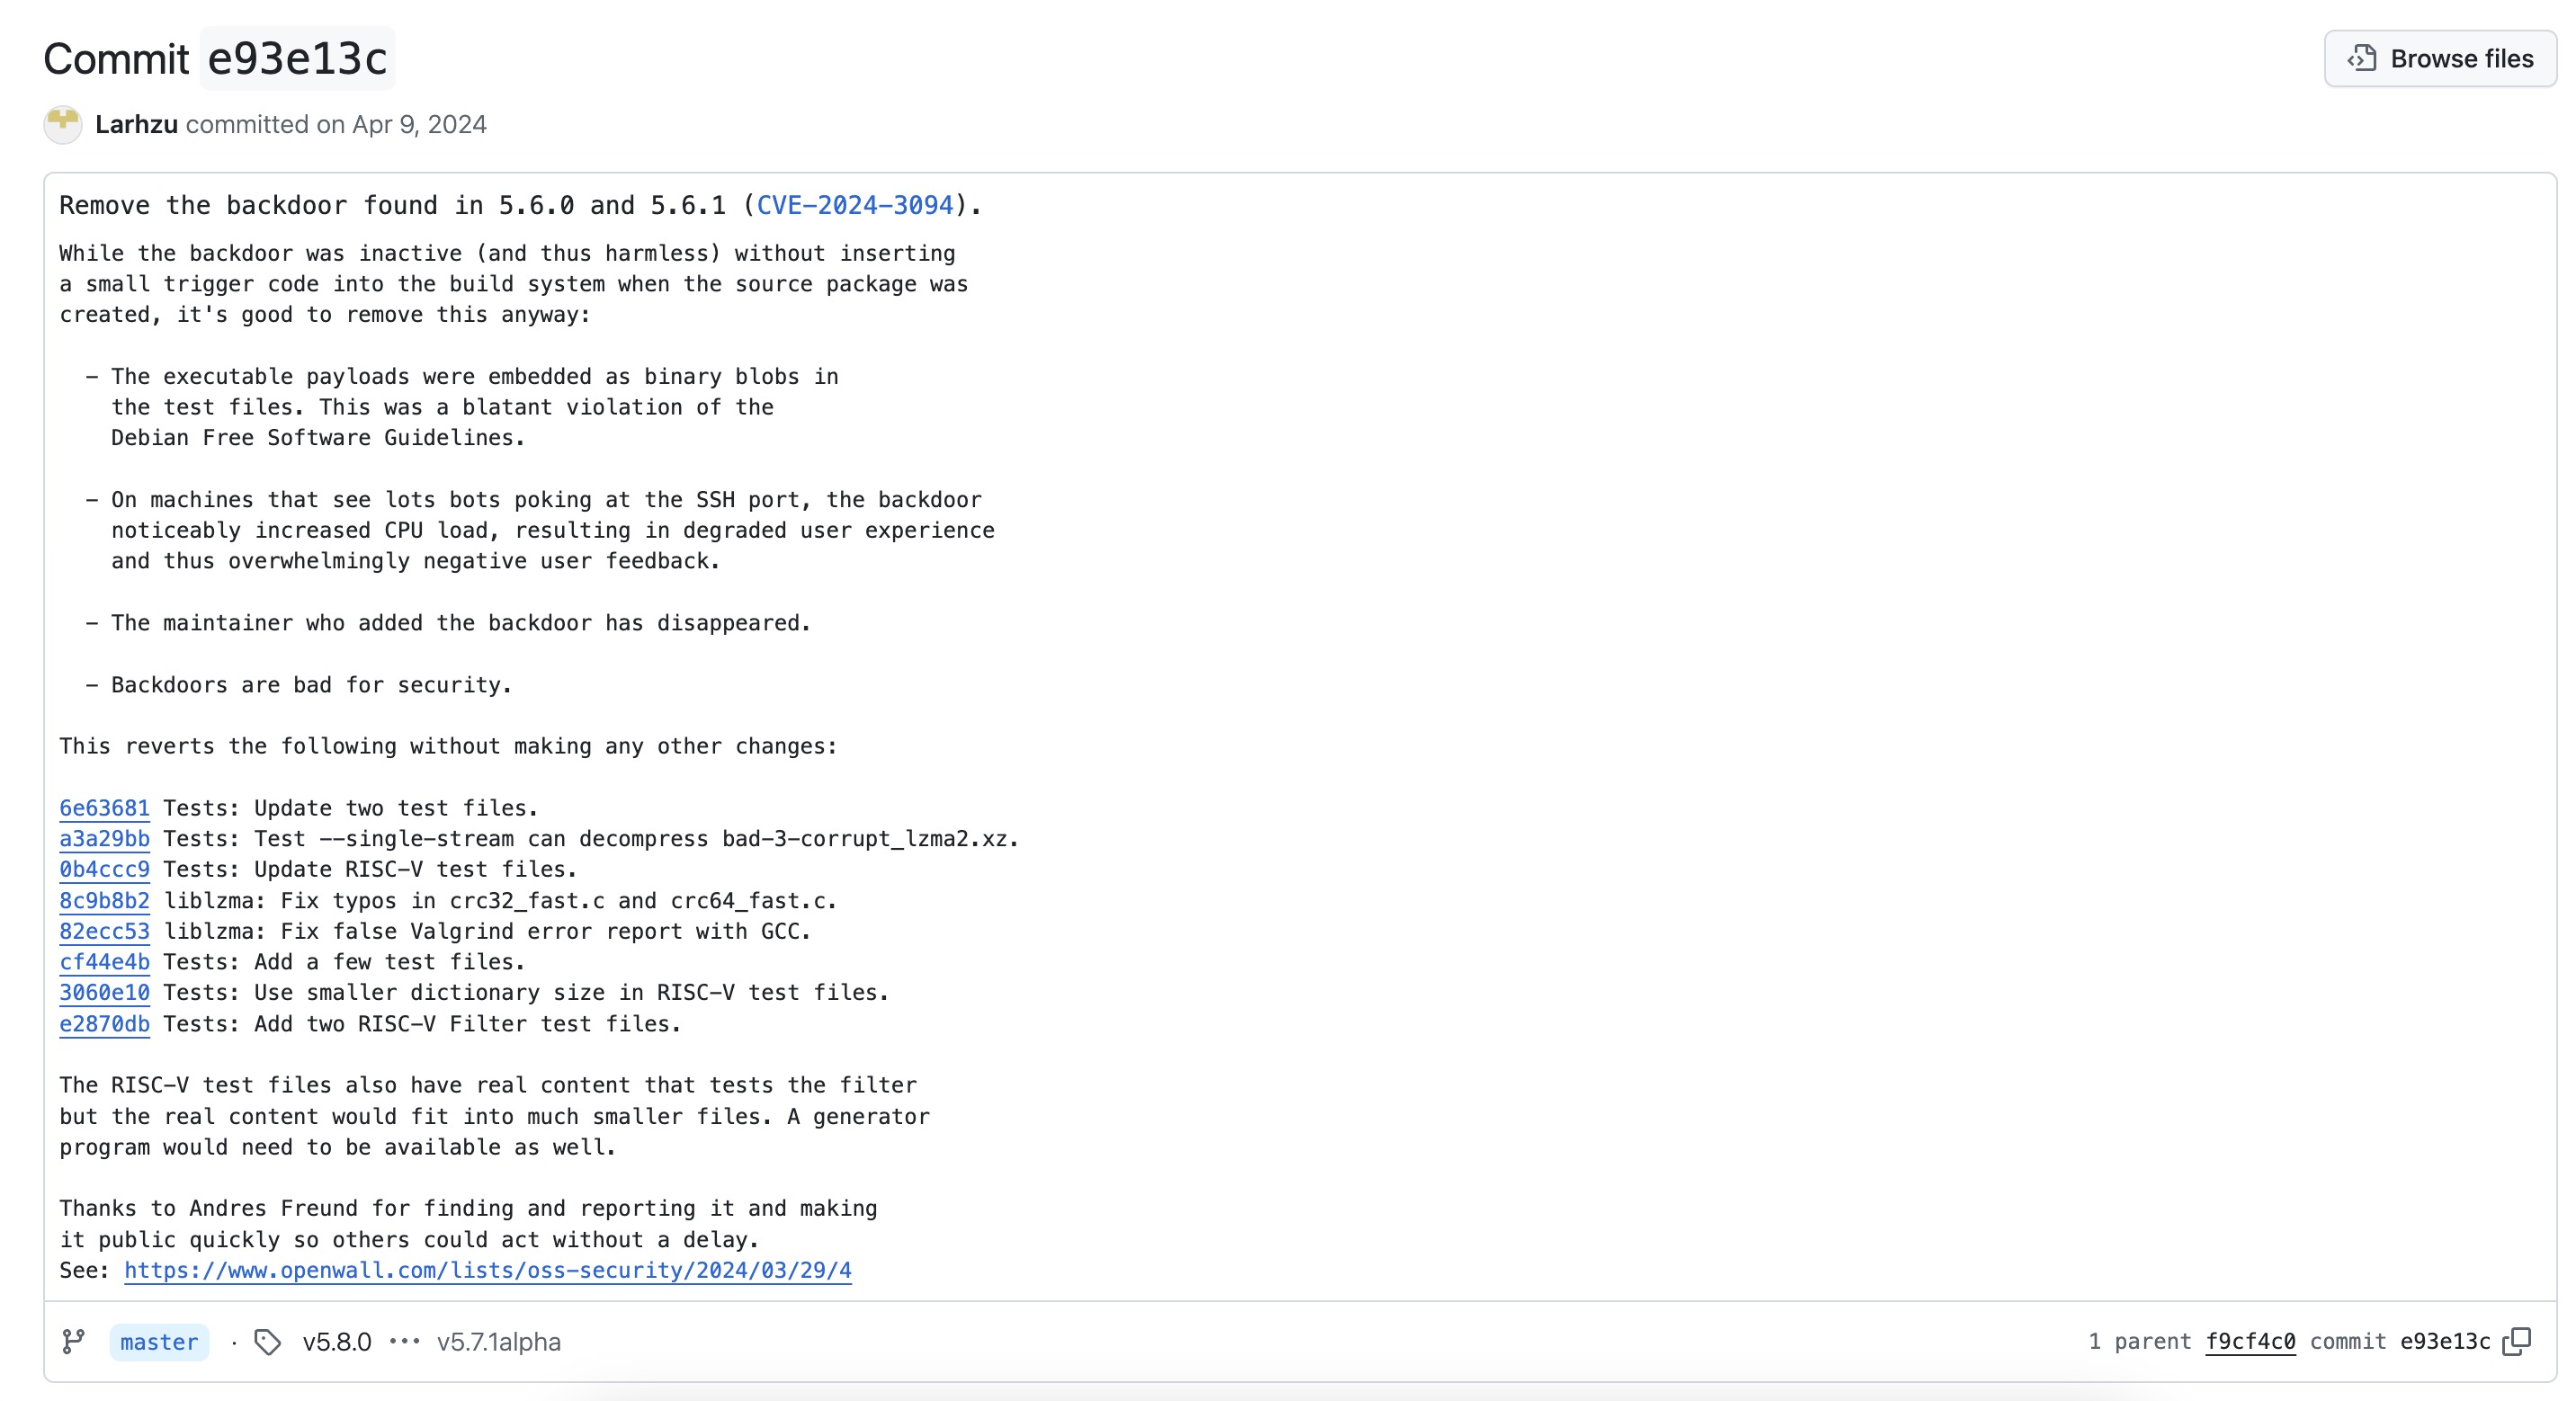 Commit e93e13c
Browse files
Larhzu committed on Apr 9, 2024
Remove the backdoor found in 5.6.0 and 5.6.1 (CVE-2024-3094).
While the backdoor was inactive (and thus harmless) without inserting
a small trigger code into the build system when the source package was
created, it's good to remove this anyway:
- The executable payloads were embedded as binary blobs in
the test files. This was a blatant violation of the
Debian Free Software Guidelines.
- On machines that see lots bots poking at the SSH port, the backdoor
noticeably increased CPU load, resulting in degraded user experience
and thus overwhelmingly negative user feedback.
- The maintainer who added the backdoor has disappeared.
- Backdoors are bad for security.
This reverts the following without making any other changes:
6e63681 Tests: Update two test files.
a3a29bb Tests: Test --single-stream can decompress bad-3-corrupt_lzma2.xz.
0b4ccc9 Tests: Update RISC-V test files.
8c9b8b2 liblzma: Fix typos in crc32_fast.c and crc64_fast.c.
82ecc53 liblzma: Fix false Valgrind error report with GCC.
cf44e4b Tests: Add a few test files.
3060e10 Tests: Use smaller dictionary size in RISC-V test files.
e2870db Tests: Add two RISC-V Filter test files.
The RISC-V test files also have real content that tests the filter
but the real content would fit into much smaller files. A generator
program would need to be available as well.
Thanks to Andres Freund for finding and reporting it and making
it public quickly so others could act without a delay.
See: https://www.openwall.com/lists/oss-security/2024/03/29/4
master · v5.8.0 ••• v5.7.1alpha
1 parent f9cf4c0 commit e93e13c